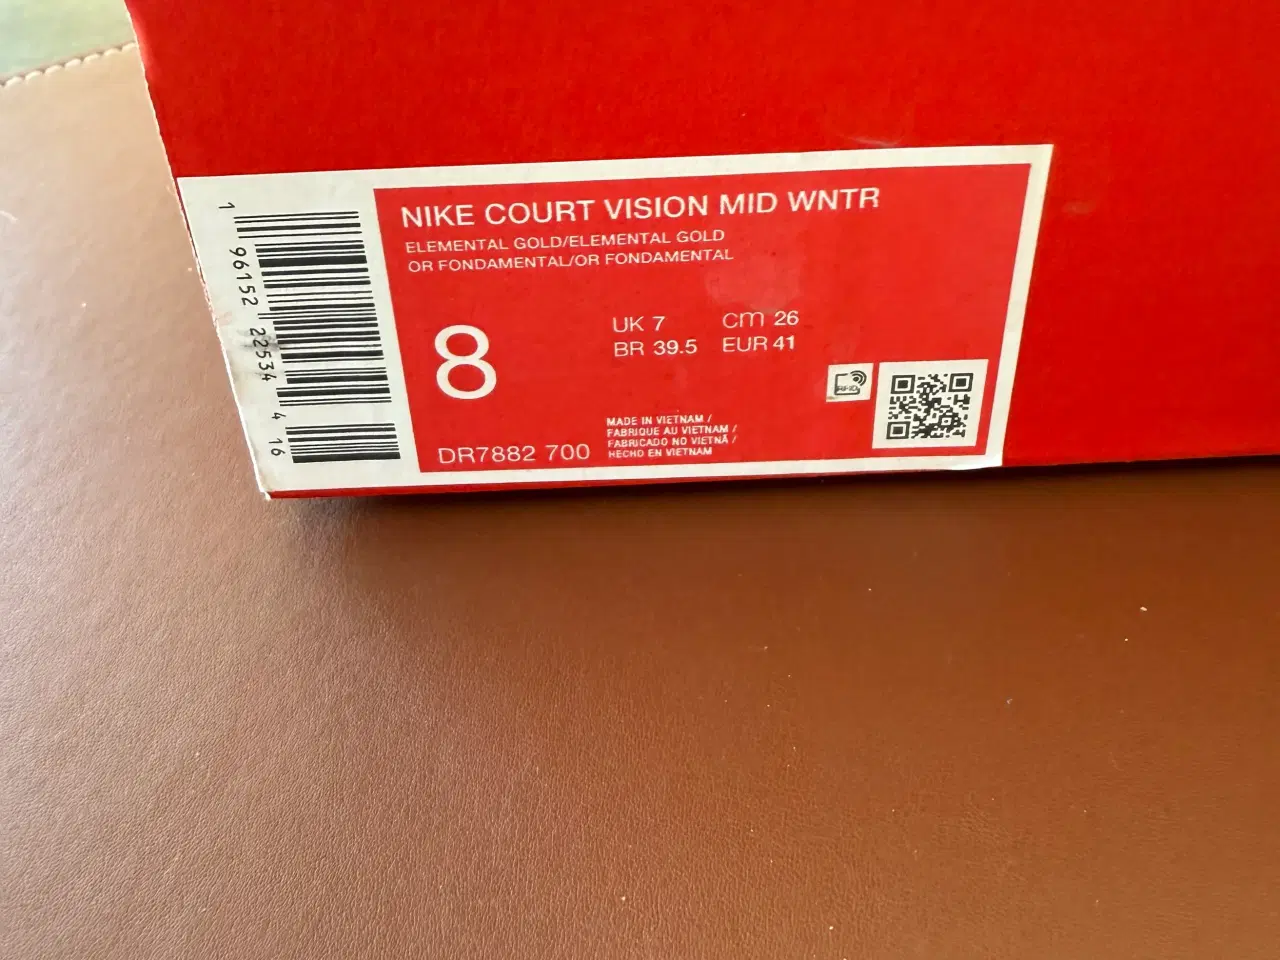 NIKE COURT VISION MID WNTR
ELEMENTAL GOLD/ELEMENTAL GOLD
OR FONDAMENTAL/OR FONDAMENTAL
8
UK 7
cm 26
BR 39.5
EUR 41
DR7882 700
MADE IN VIETNAM /
FABRIQUE AU VIETNAM /
FABRICADO NO VIETNÃ /
HECHO EN VIETNAM
RFID
1 96152 22534 4 16